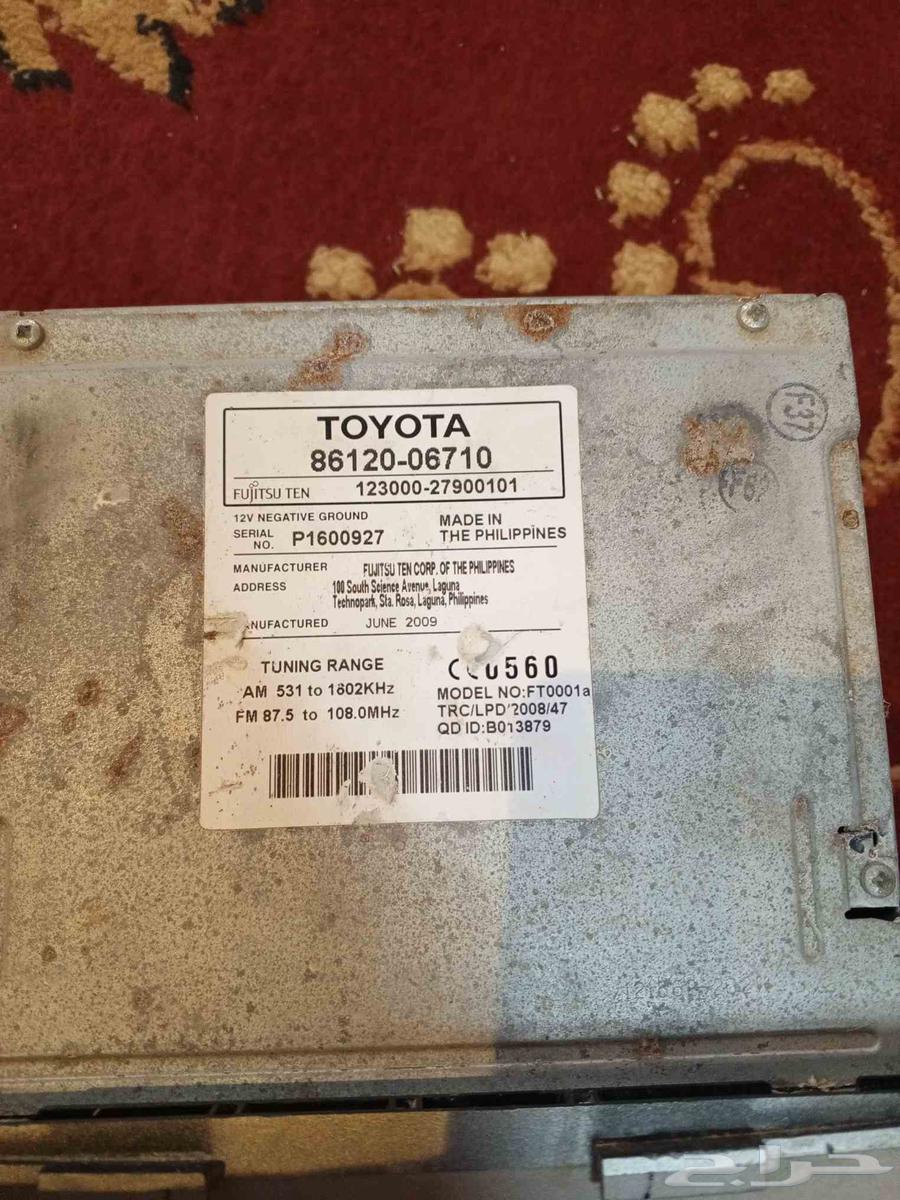 TOYOTA
86120-06710
FUJITSU TEN 123000-27900101
12V NEGATIVE GROUND
SERIAL NO. P1600927
MADE IN
THE PHILIPPINES
MANUFACTURER FUJITSU TEN CORP. OF THE PHILIPPINES
ADDRESS 100 South Science Avenue, Laguna
Technopark, Sta. Rosa, Laguna, Philippines
JUNE 2009
TUNING RANGE
AM 531 to 1602KHz
FM 87.5 to 108.0MHz
0560
MODEL NO:FT0001a
TRC/LPD/2008/47
QD ID:B013879
F37
حراج